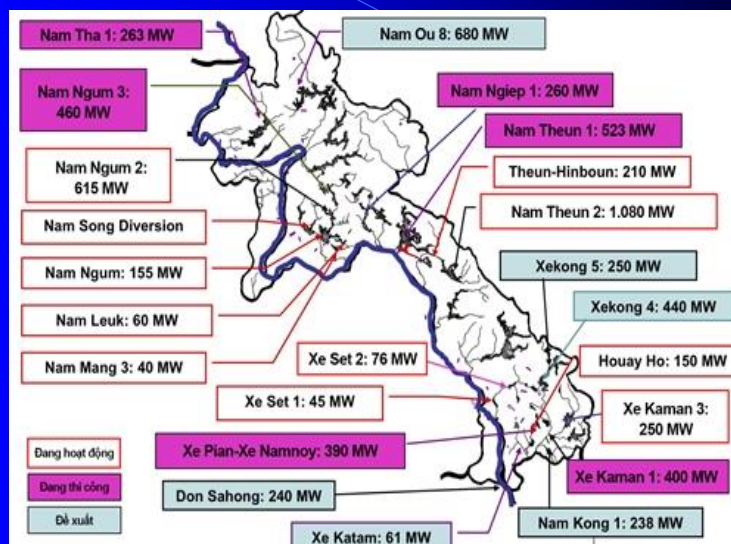 Nam Tha 1: 263 MW
Nam Ou 8: 680 MW
Nam Ngum 3:
460 MW
Nam Ngiep 1: 260 MW
Nam Theun 1: 523 MW
Nam Ngum 2:
615 MW
Theun-Hinboun: 210 MW
Nam Theun 2: 1.080 MW
Nam Song Diversion
Nam Ngum: 155 MW
Xekong 5: 250 MW
Xekong 4: 440 MW
Nam Leuk: 60 MW
Nam Mang 3: 40 MW
Xe Set 2: 76 MW
Houay Ho: 150 MW
Xe Set 1: 45 MW
Xe Kaman 3:
250 MW
Đang hoạt động
Đang thi công
Đề xuất
Xe Pian-Xe Namnoy: 390 MW
Xe Kaman 1: 400 MW
Don Sahong: 240 MW
Nam Kong 1: 238 MW
Xe Katam: 61 MW